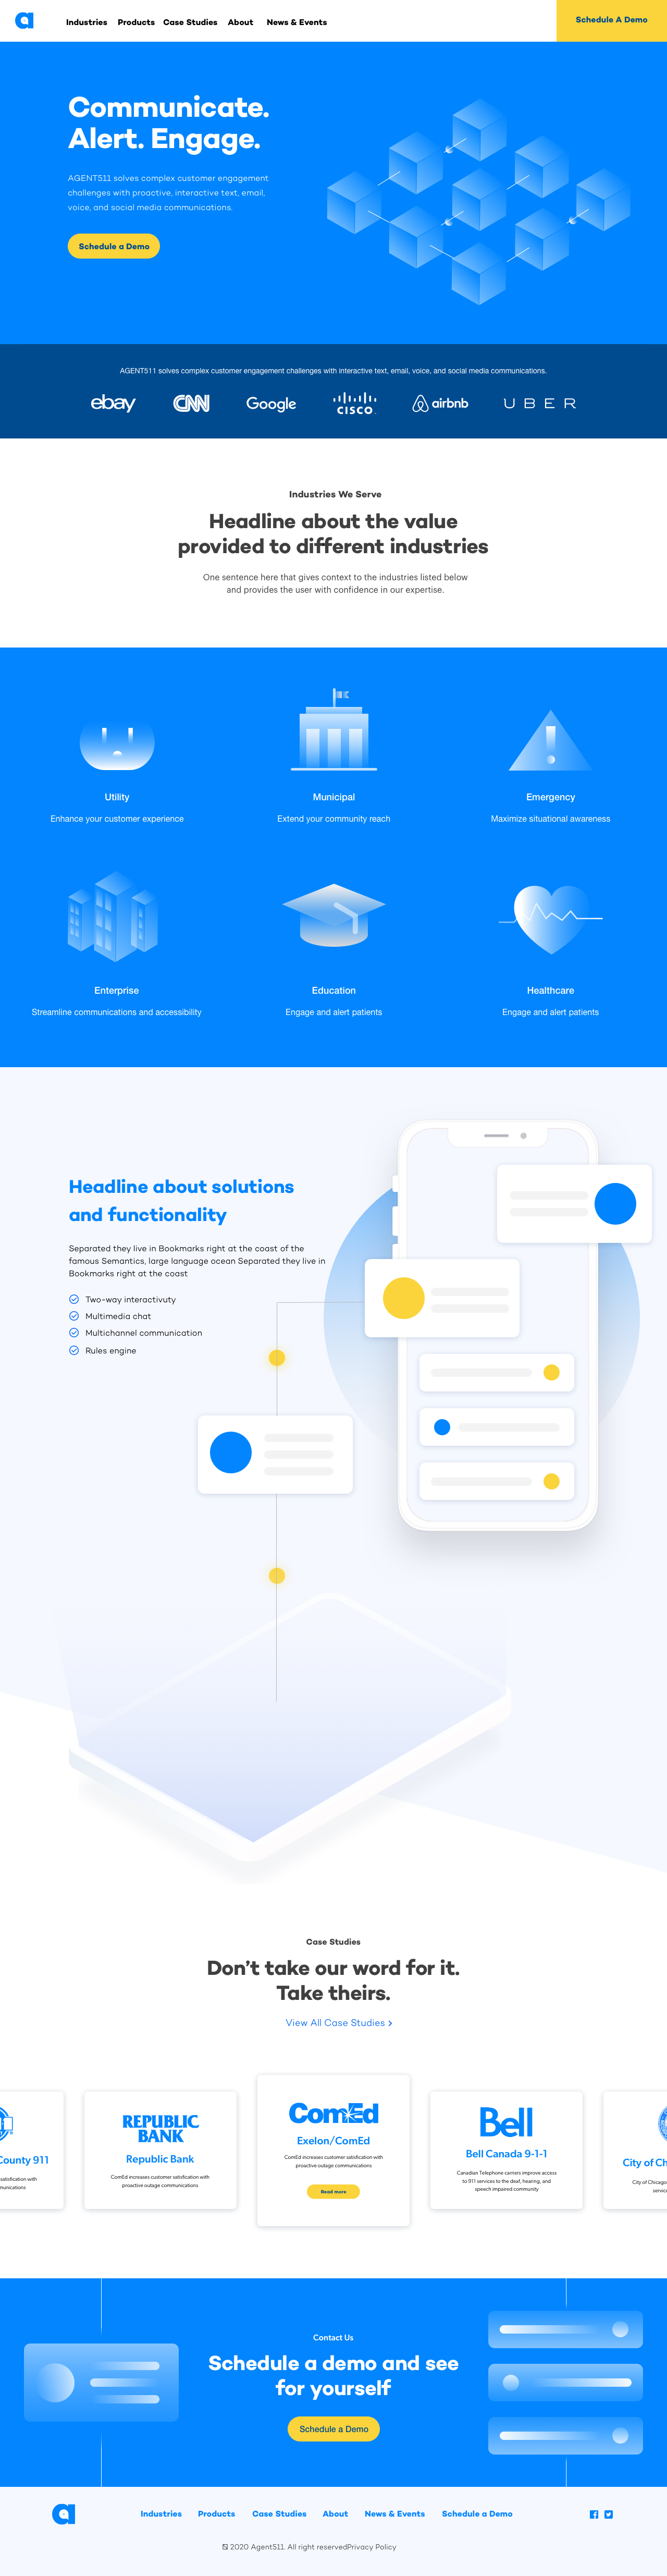 Industries Products Case Studies About News & Events Schedule A Demo
Communicate.
Alert. Engage.
AGENT511 solves complex customer engagement
challenges with proactive, interactive text, email,
voice, and social media communications.
Schedule a Demo
AGENT511 solves complex customer engagement challenges with interactive text, email, voice, and social media communications.
ebay CNN Google CISCO airbnb UBER
Industries We Serve
Headline about the value
provided to different industries
One sentence here that gives context to the industries listed below
and provides the user with confidence in our expertise.
Utility Municipal Emergency
Enhance your customer experience Extend your community reach Maximize situational awareness
Enterprise Education Healthcare
Streamline communications and accessibility Engage and alert patients Engage and alert patients
Headline about solutions
and functionality
Separated they live in Bookmarks right at the coast of the
famous Semantics, large language ocean Separated they live in
Bookmarks right at the coast
Two-way interactivuty
Multimedia chat
Multichannel communication
Rules engine
Case Studies
Don’t take our word for it.
Take theirs.
View All Case Studies
County 911
satisfication with
munications
REPUBLIC
BANK
Republic Bank
ComEd increases customer satisfication with
proactive outage communications
ComEd
Exelon/ComEd
ComEd increases customer satisfication with
proactive outage communications
Read more
Bell
Bell Canada 9-1-1
Canadian Telephone carriers improve access
to 911 services to the deaf, hearing, and
speech impaired community
City of Ch
City of Chicago
servic
Contact Us
Schedule a demo and see
for yourself
Schedule a Demo
Industries Products Case Studies About News & Events Schedule a Demo
2020 Agent511. All right reservedPrivacy Policy